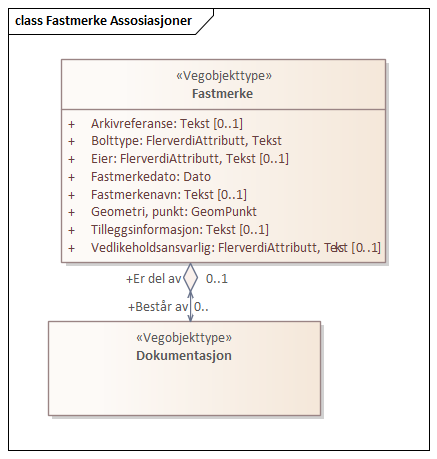 class Fastmerke Assosiasjoner
«Vegobjekttype»
Fastmerke
+ Arkivreferanse: Tekst [0..1]
+ Bolttype: FlerverdiAttributt, Tekst
+ Eier: FlerverdiAttributt, Tekst [0..1]
+ Fastmerkedato: Dato
+ Fastmerkenavn: Tekst [0..1]
+ Geometri, punkt: GeomPunkt
+ Tilleggsinformasjon: Tekst [0..1]
+ Vedlikeholdsansvarlig: FlerverdiAttributt, Tekst [0..1]
+Er del av 0..1
+Består av 0..
«Vegobjekttype»
Dokumentasjon